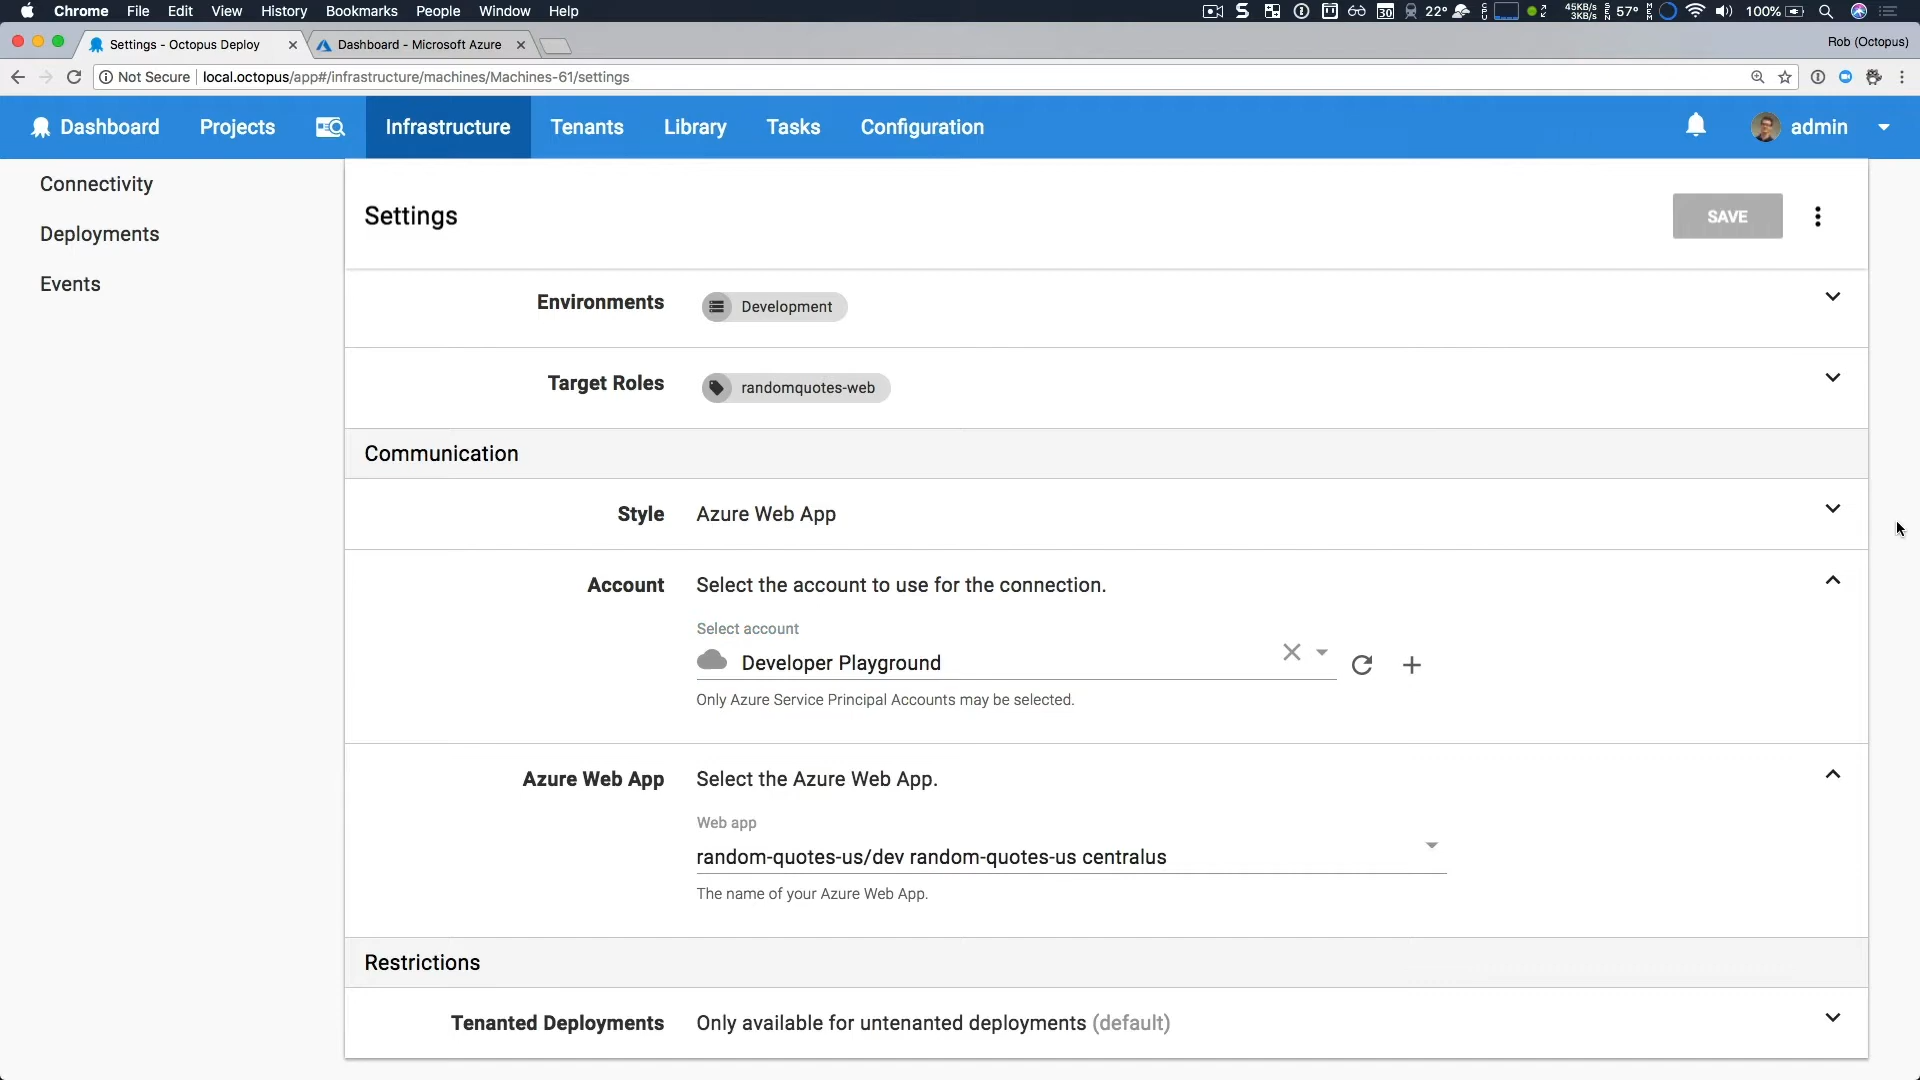 Chrome File Edit View History Bookmarks People Window Help 30 22° 45KB/s 3KB/s 57° 100%
Settings - Octopus Deploy Dashboard - Microsoft Azure Rob (Octopus)
Not Secure local.octopus/app#/infrastructure/machines/Machines-61/settings
Dashboard Projects Infrastructure Tenants Library Tasks Configuration admin
Connectivity
Deployments
Events
Settings SAVE
Environments Development
Target Roles randomquotes-web
Communication
Style Azure Web App
Account Select the account to use for the connection.
Select account
Developer Playground
Only Azure Service Principal Accounts may be selected.
Azure Web App Select the Azure Web App.
Web app
random-quotes-us/dev random-quotes-us centralus
The name of your Azure Web App.
Restrictions
Tenanted Deployments Only available for untenanted deployments (default)